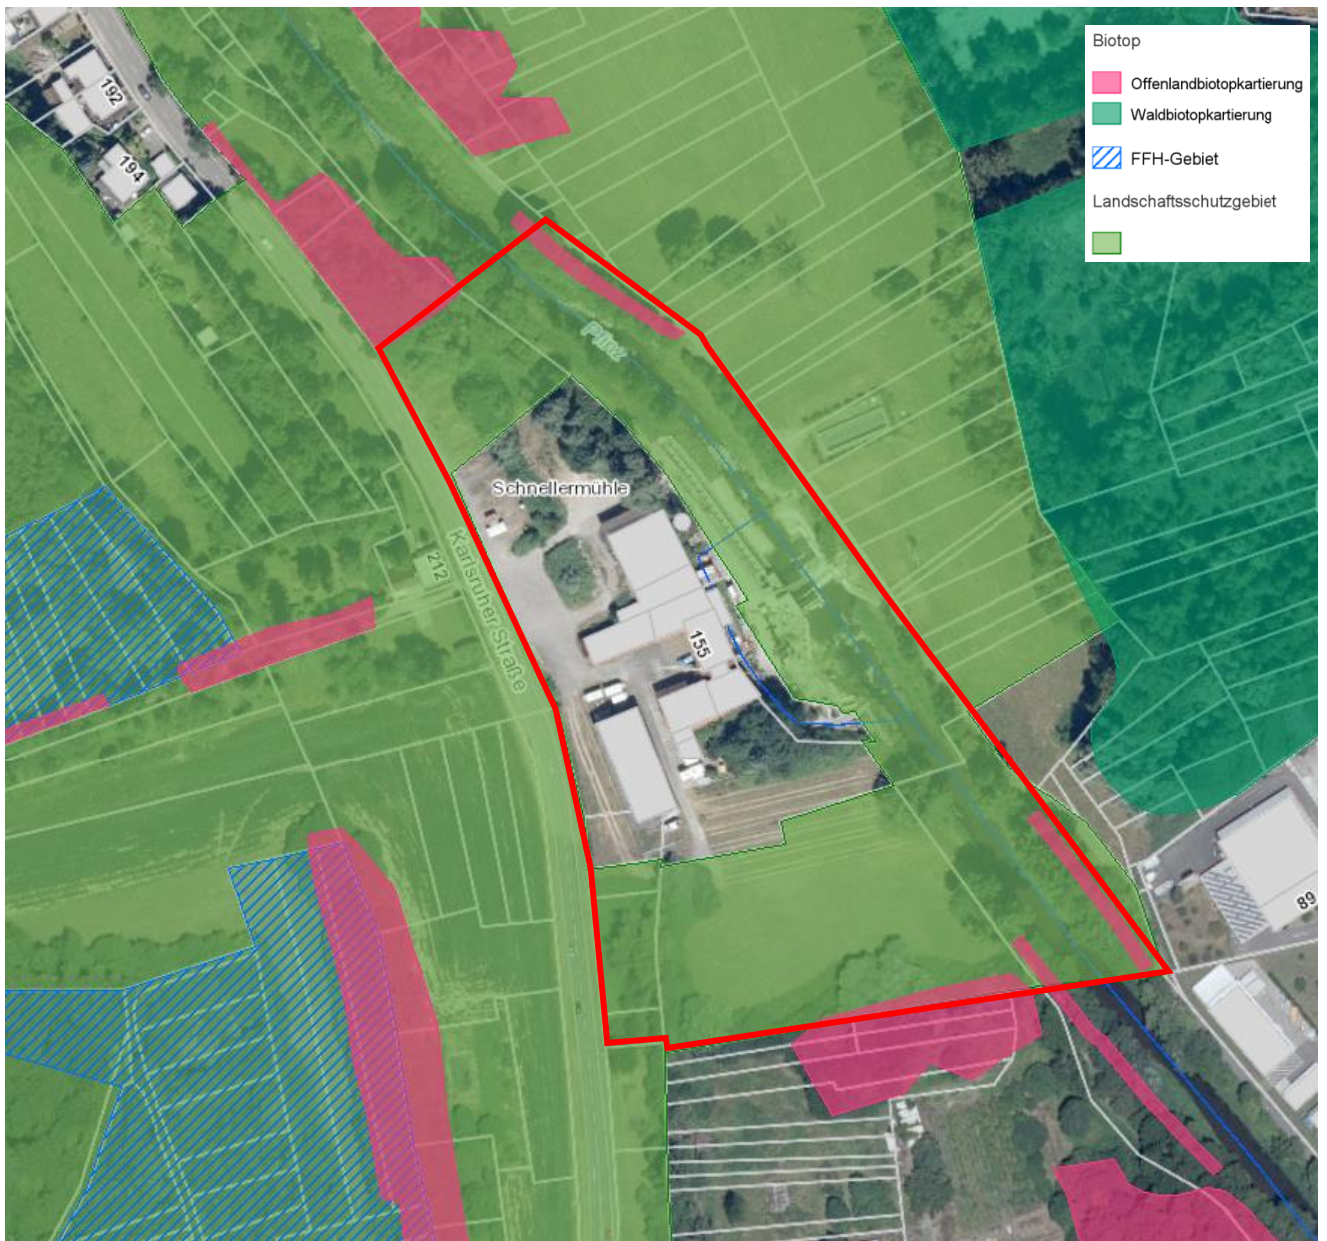 Biotop
Offenlandbiotopkartierung
Waldbiotopkartierung
FFH-Gebiet
Landschaftsschutzgebiet
192
194
Pfinz
Schnellermühle
Karlsruher Straße
212
155
89